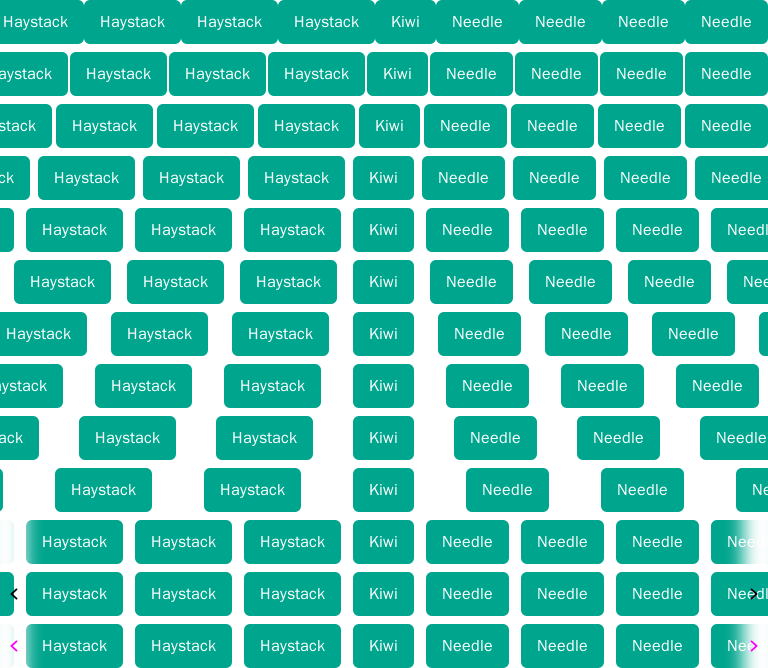 Haystack Haystack Haystack Haystack Kiwi Needle Needle Needle Needle
aystack Haystack Haystack Haystack Kiwi Needle Needle Needle Needle
stack Haystack Haystack Haystack Kiwi Needle Needle Needle Needle
ck Haystack Haystack Haystack Kiwi Needle Needle Needle Needle
Haystack Haystack Haystack Kiwi Needle Needle Needle Needl
Haystack Haystack Haystack Kiwi Needle Needle Needle Nee
Haystack Haystack Haystack Kiwi Needle Needle Needle
ystack Haystack Haystack Kiwi Needle Needle Needle
ack Haystack Haystack Kiwi Needle Needle Needle
Haystack Haystack Kiwi Needle Needle Ne
Haystack Haystack Haystack Kiwi Needle Needle Needle Need
Haystack Haystack Haystack Kiwi Needle Needle Needle Needl
Haystack Haystack Haystack Kiwi Needle Needle Needle Nee